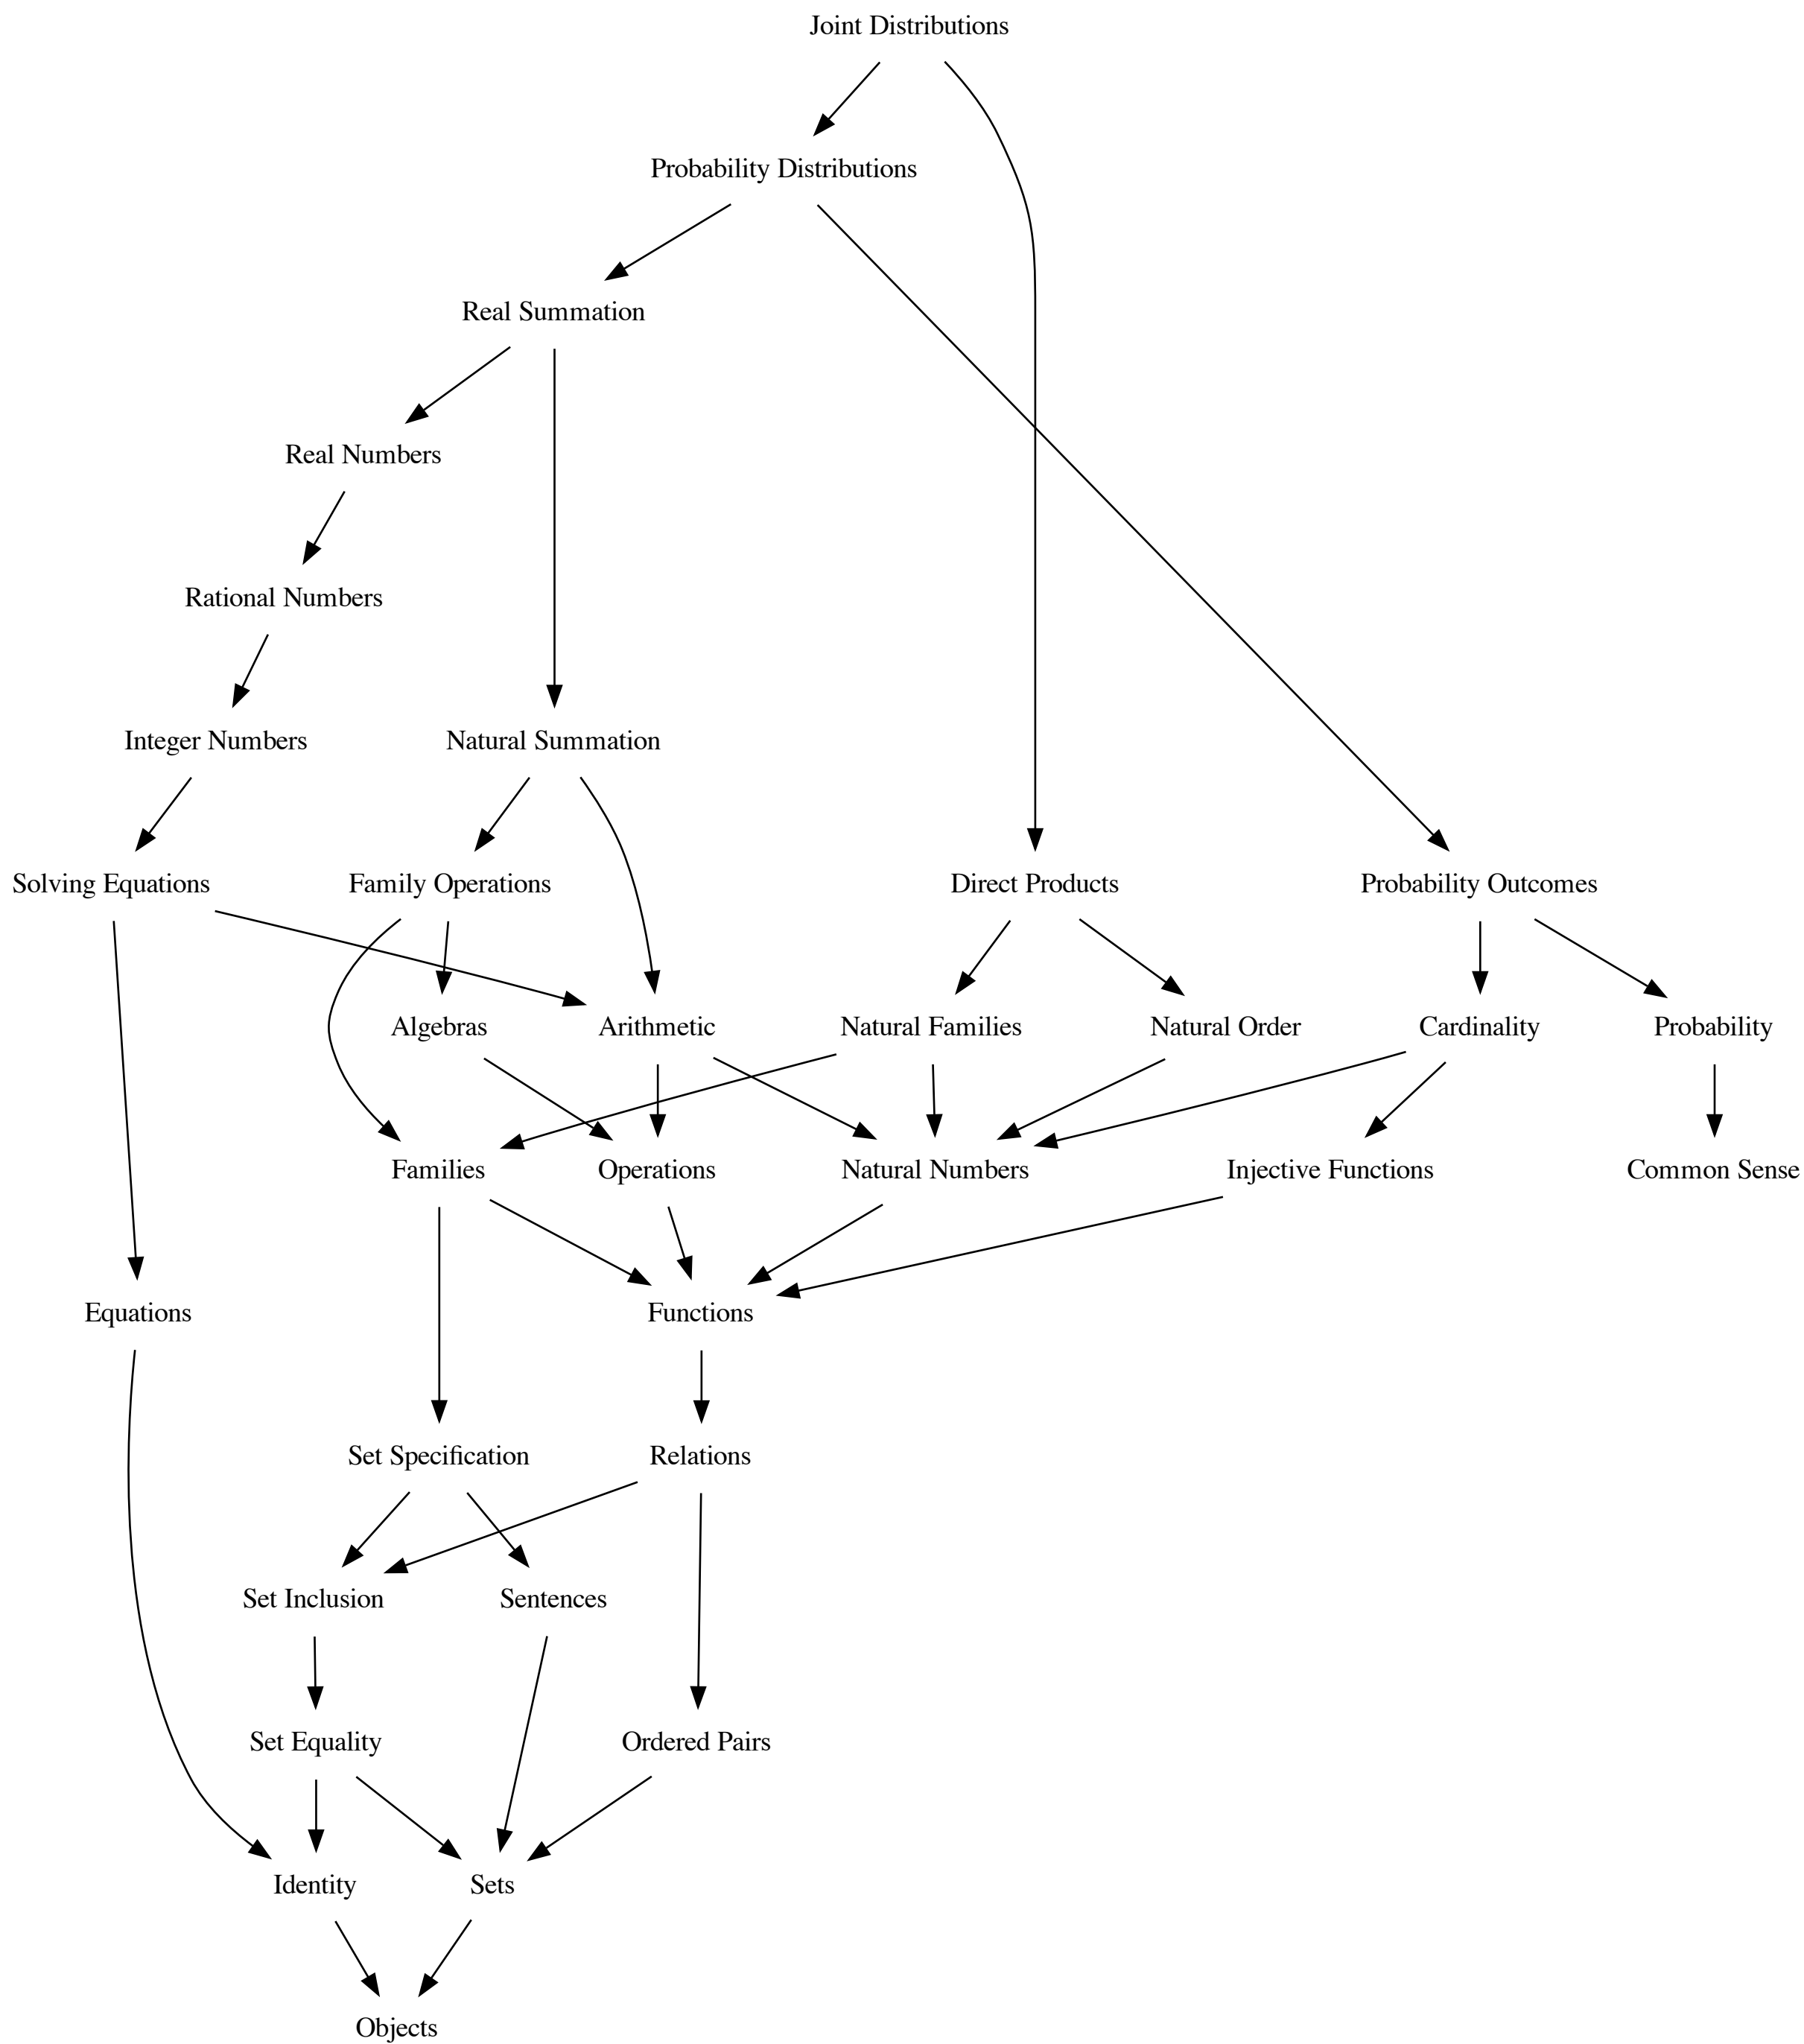 Joint Distributions
Probability Distributions
Real Summation
Real Numbers
Rational Numbers
Integer Numbers
Natural Summation
Solving Equations
Family Operations
Direct Products
Probability Outcomes
Algebras
Arithmetic
Natural Families
Natural Order
Cardinality
Probability
Families
Operations
Natural Numbers
Injective Functions
Common Sense
Equations
Functions
Set Specification
Relations
Set Inclusion
Sentences
Set Equality
Ordered Pairs
Identity
Sets
Objects